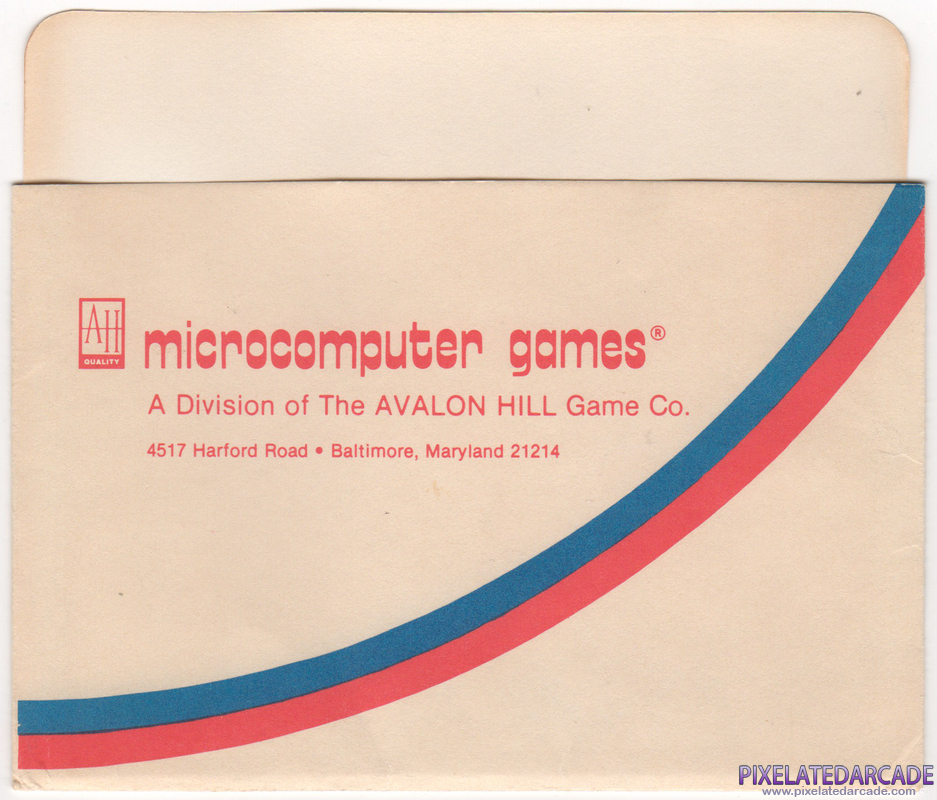 AH
QUALITY
microcomputer games®
A Division of The AVALON HILL Game Co.
4517 Harford Road • Baltimore, Maryland 21214
PIXELATEDARCADE
www.pixelatedarcade.com